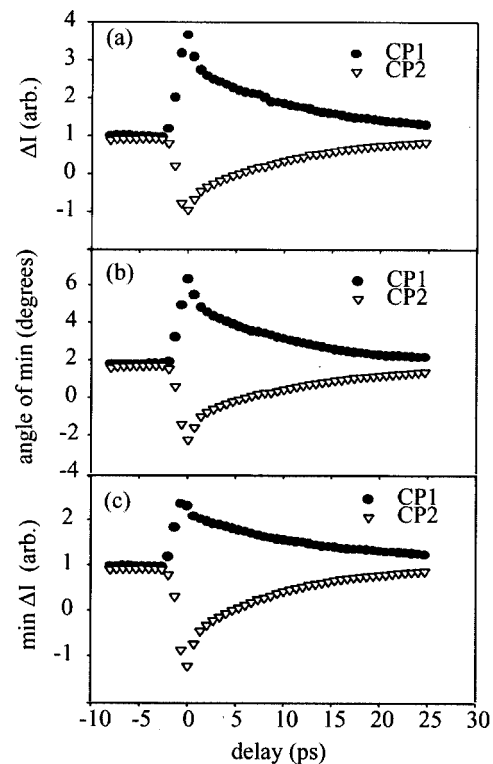 (a)
CP1
CP2
4
3
2
1
0
-1
ΔI (arb.)
(b)
CP1
CP2
6
4
2
0
-2
-4
angle of min (degrees)
(c)
CP1
CP2
2
1
0
-1
min ΔI (arb.)
-10 -5 0 5 10 15 20 25 30
delay (ps)